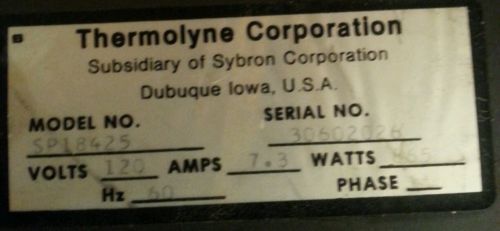 Thermolyne Corporation
Subsidiary of Sybron Corporation
Dubuque Iowa, U.S.A.
MODEL NO. SERIAL NO.
SP18425 30602026
VOLTS 120 AMPS 7.3 WATTS
Hz 60 PHASE